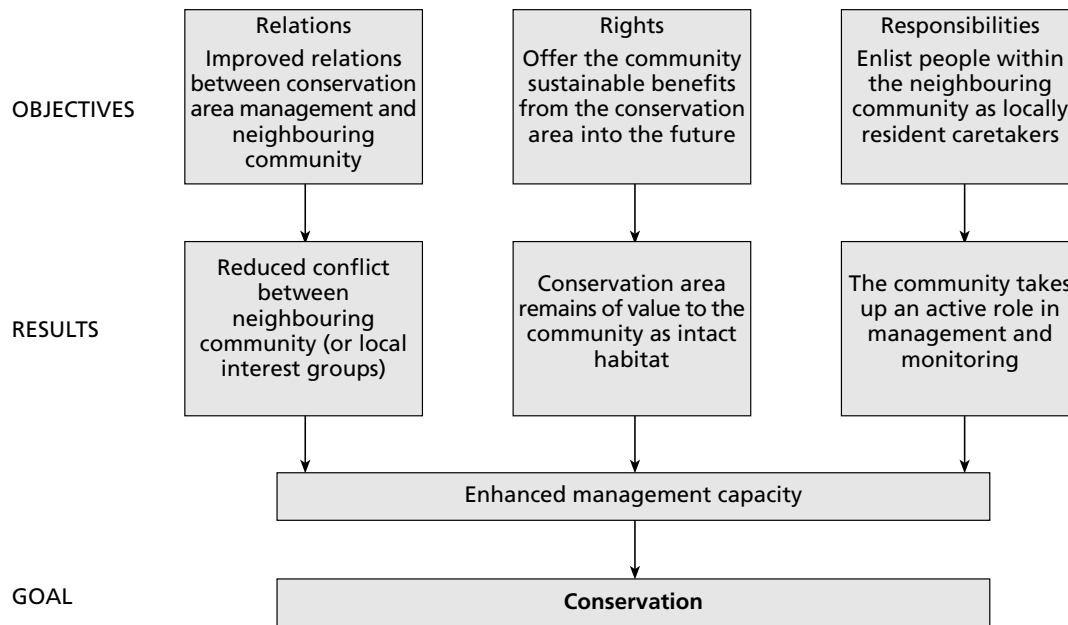 Relations
Improved relations
between conservation
area management and
neighbouring
community
Rights
Offer the community
sustainable benefits
from the conservation
area into the future
Responsibilities
Enlist people within
the neighbouring
community as locally
resident caretakers
OBJECTIVES
Reduced conflict
between
neighbouring
community (or local
interest groups)
Conservation area
remains of value to the
community as intact
habitat
The community takes
up an active role in
management and
monitoring
RESULTS
Enhanced management capacity
GOAL
Conservation